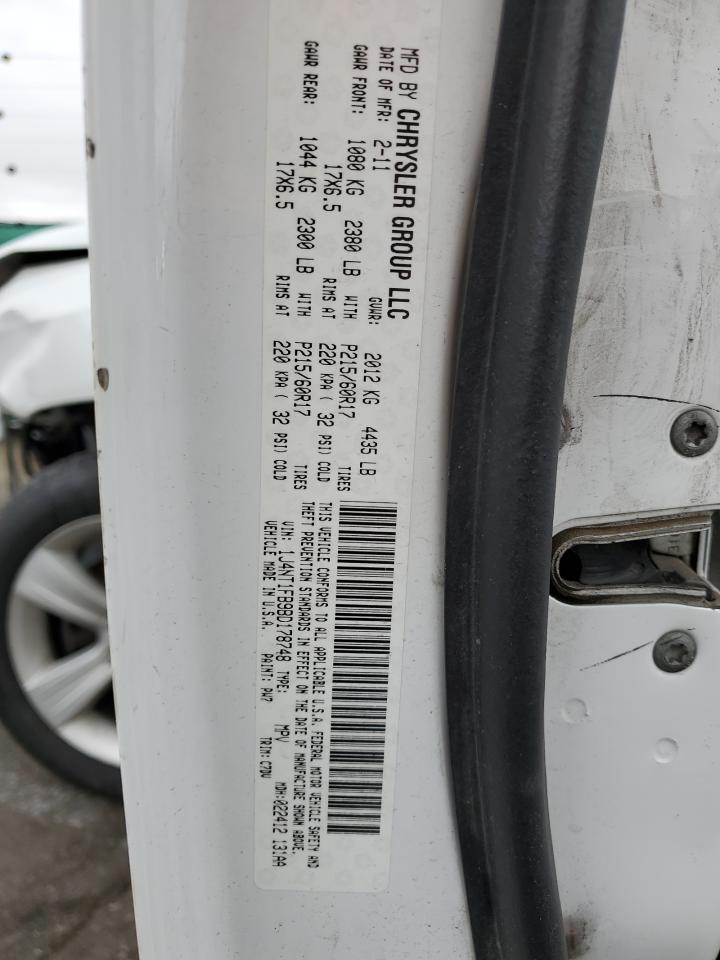 MFD BY CHRYSLER GROUP LLC
DATE OF MFR: 2-11 GVWR: 2012 KG 4435 LB
GAWR FRONT: 1080 KG 2380 LB WITH P215/60R17 TIRES
17X6.5 RIMS AT 220 KPA ( 32 PSI) COLD
GAWR REAR: 1044 KG 2300 LB WITH P215/60R17 TIRES
17X6.5 RIMS AT 220 KPA ( 32 PSI) COLD
THIS VEHICLE CONFORMS TO ALL APPLICABLE U.S.A. FEDERAL MOTOR VEHICLE SAFETY AND
THEFT PREVENTION STANDARDS IN EFFECT ON THE DATE OF MANUFACTURE SHOWN ABOVE.
VIN: 1J4NT1FB9BD178748 TYPE: MPV MDH:022412 131AA
VEHICLE MADE IN U.S.A. PAINT: PW7 TRIM: C7DV